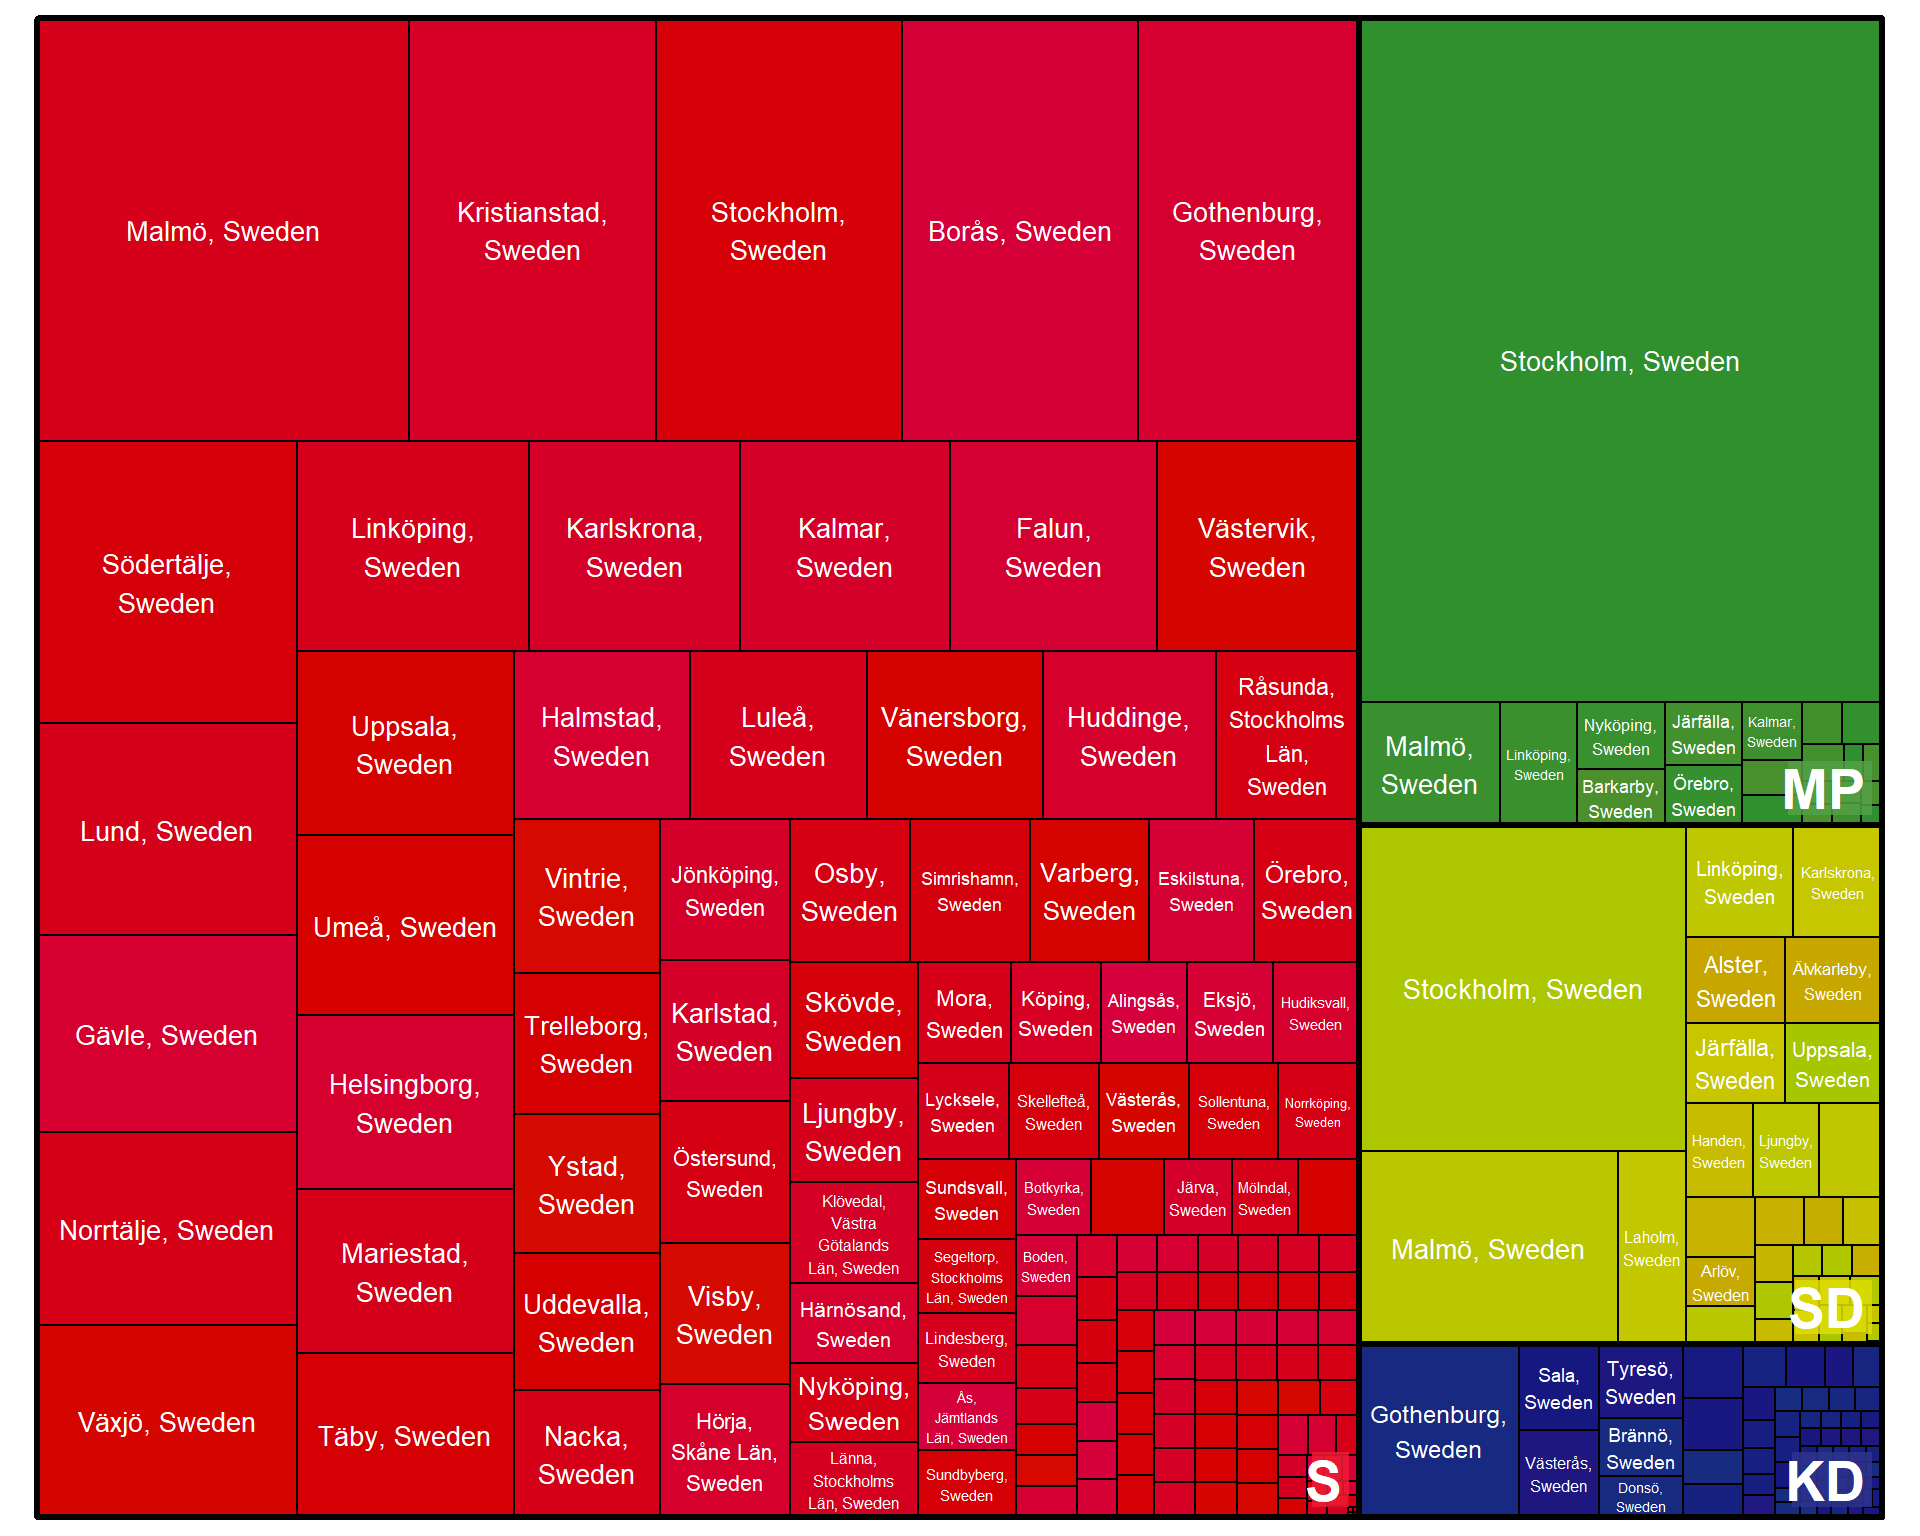 Malmö, Sweden
Kristianstad,
Sweden
Stockholm,
Sweden
Borås, Sweden
Gothenburg,
Sweden
Södertälje,
Sweden
Linköping,
Sweden
Karlskrona,
Sweden
Kalmar,
Sweden
Falun,
Sweden
Västervik,
Sweden
Lund, Sweden
Gävle, Sweden
Norrtälje, Sweden
Växjö, Sweden
Uppsala,
Sweden
Umeå, Sweden
Helsingborg,
Sweden
Mariestad,
Sweden
Täby, Sweden
Halmstad,
Sweden
Luleå,
Sweden
Vänersborg,
Sweden
Huddinge,
Sweden
Råsunda,
Stockholms
Län,
Sweden
Vintrie,
Sweden
Trelleborg,
Sweden
Ystad,
Sweden
Uddevalla,
Sweden
Nacka,
Sweden
Jönköping,
Sweden
Karlstad,
Sweden
Östersund,
Sweden
Visby,
Sweden
Hörja,
Skåne Län,
Sweden
Osby,
Sweden
Simrishamn,
Sweden
Varberg,
Sweden
Eskilstuna,
Sweden
Örebro,
Sweden
Skövde,
Sweden
Ljungby,
Sweden
Klövedal,
Västra
Götalands
Län, Sweden
Härnösand,
Sweden
Nyköping,
Sweden
Länna,
Stockholms
Län, Sweden
Mora,
Sweden
Köping,
Sweden
Alingsås,
Sweden
Eksjö,
Sweden
Hudiksvall,
Sweden
Lycksele,
Sweden
Skellefteå,
Sweden
Västerås,
Sweden
Sollentuna,
Sweden
Norrköping,
Sweden
Sundsvall,
Sweden
Segeltorp,
Stockholms
Län, Sweden
Lindesberg,
Sweden
Ås,
Jämtlands
Län, Sweden
Sundbyberg,
Sweden
Botkyrka,
Sweden
Järva,
Sweden
Mölndal,
Sweden
Boden,
Sweden
S
Stockholm, Sweden
Malmö,
Sweden
Linköping,
Sweden
Nyköping,
Sweden
Barkarby,
Sweden
Järfälla,
Sweden
Örebro,
Sweden
Kalmar,
Sweden
MP
Stockholm, Sweden
Malmö, Sweden
Laholm,
Sweden
Linköping,
Sweden
Karlskrona,
Sweden
Alster,
Sweden
Älvkarleby,
Sweden
Järfälla,
Sweden
Uppsala,
Sweden
Handen,
Sweden
Ljungby,
Sweden
Arlöv,
Sweden
SD
Gothenburg,
Sweden
Sala,
Sweden
Västerås,
Sweden
Tyresö,
Sweden
Brännö,
Sweden
Donsö,
Sweden
KD